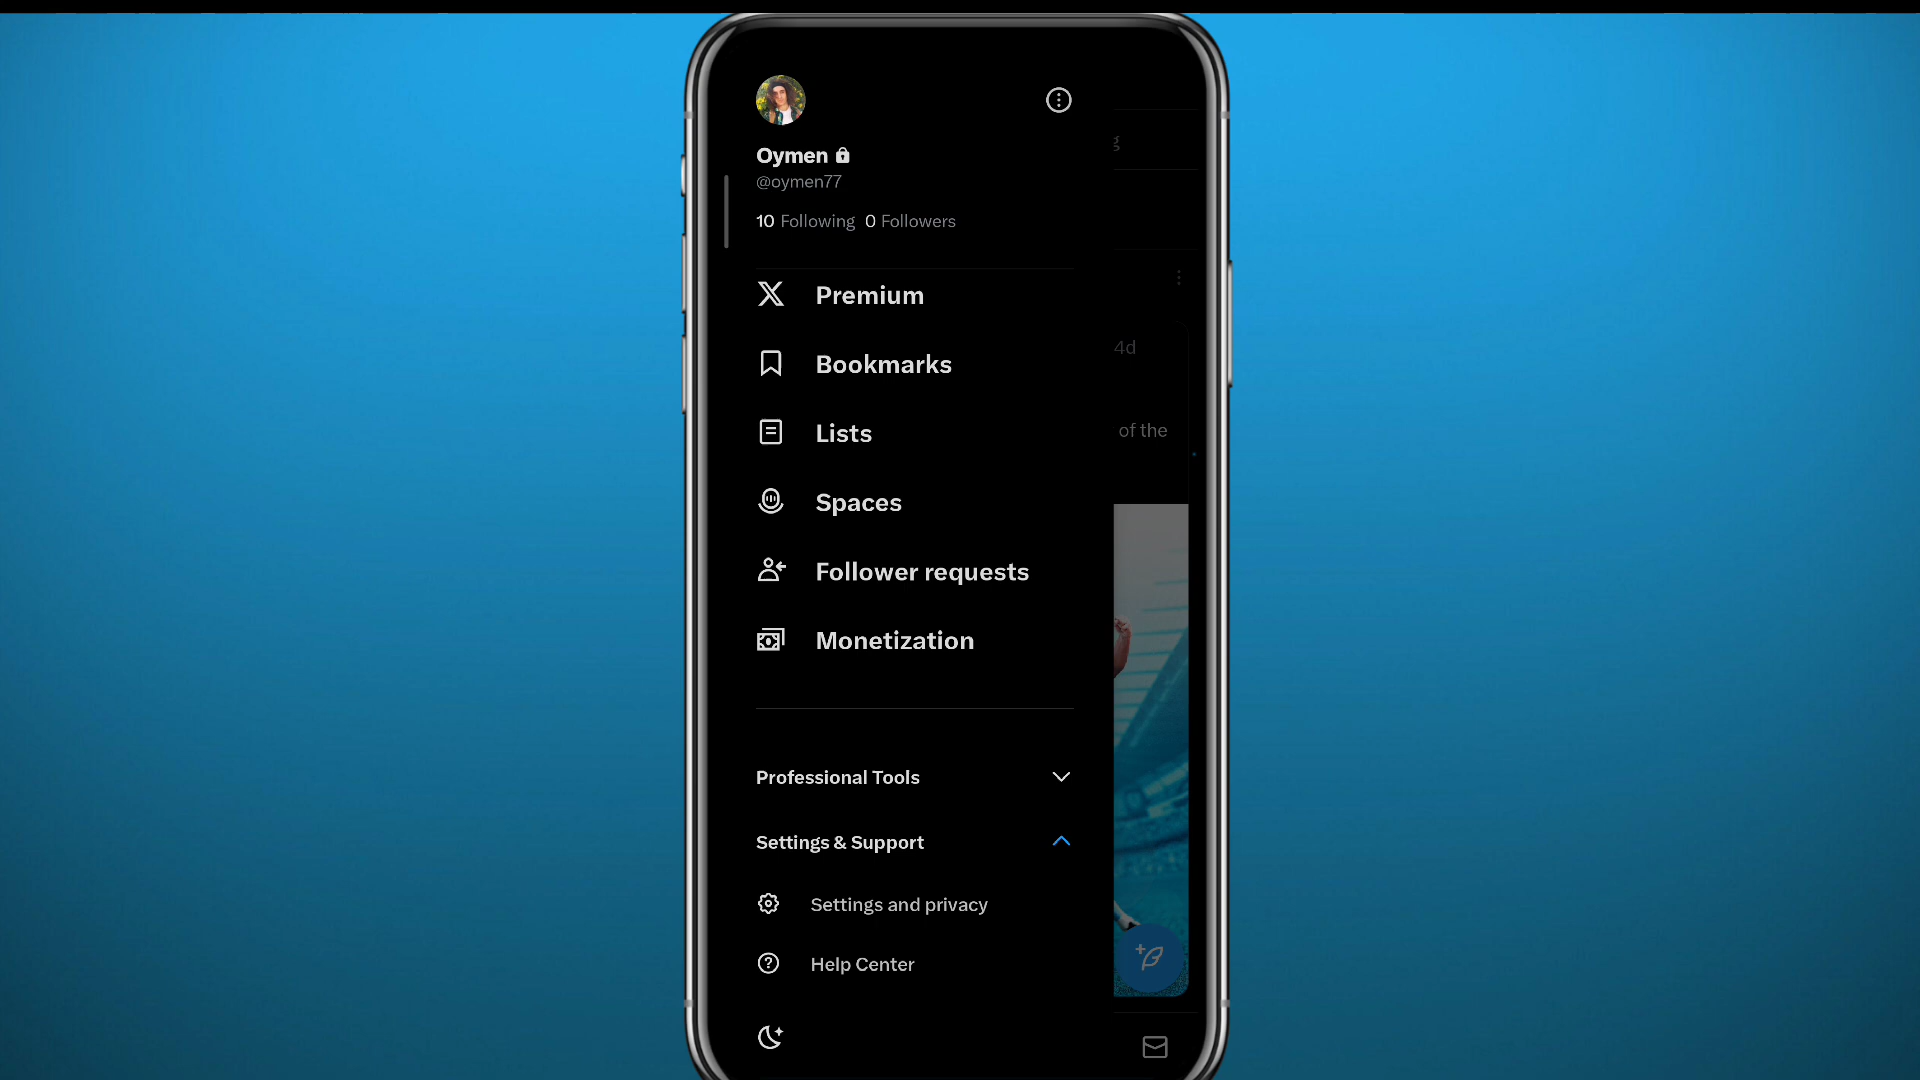 Oymen
@oymen77
10 Following 0 Followers
g
Premium
Bookmarks
4d
Lists
of the
Spaces
Follower requests
Monetization
Professional Tools
Settings & Support
Settings and privacy
Help Center